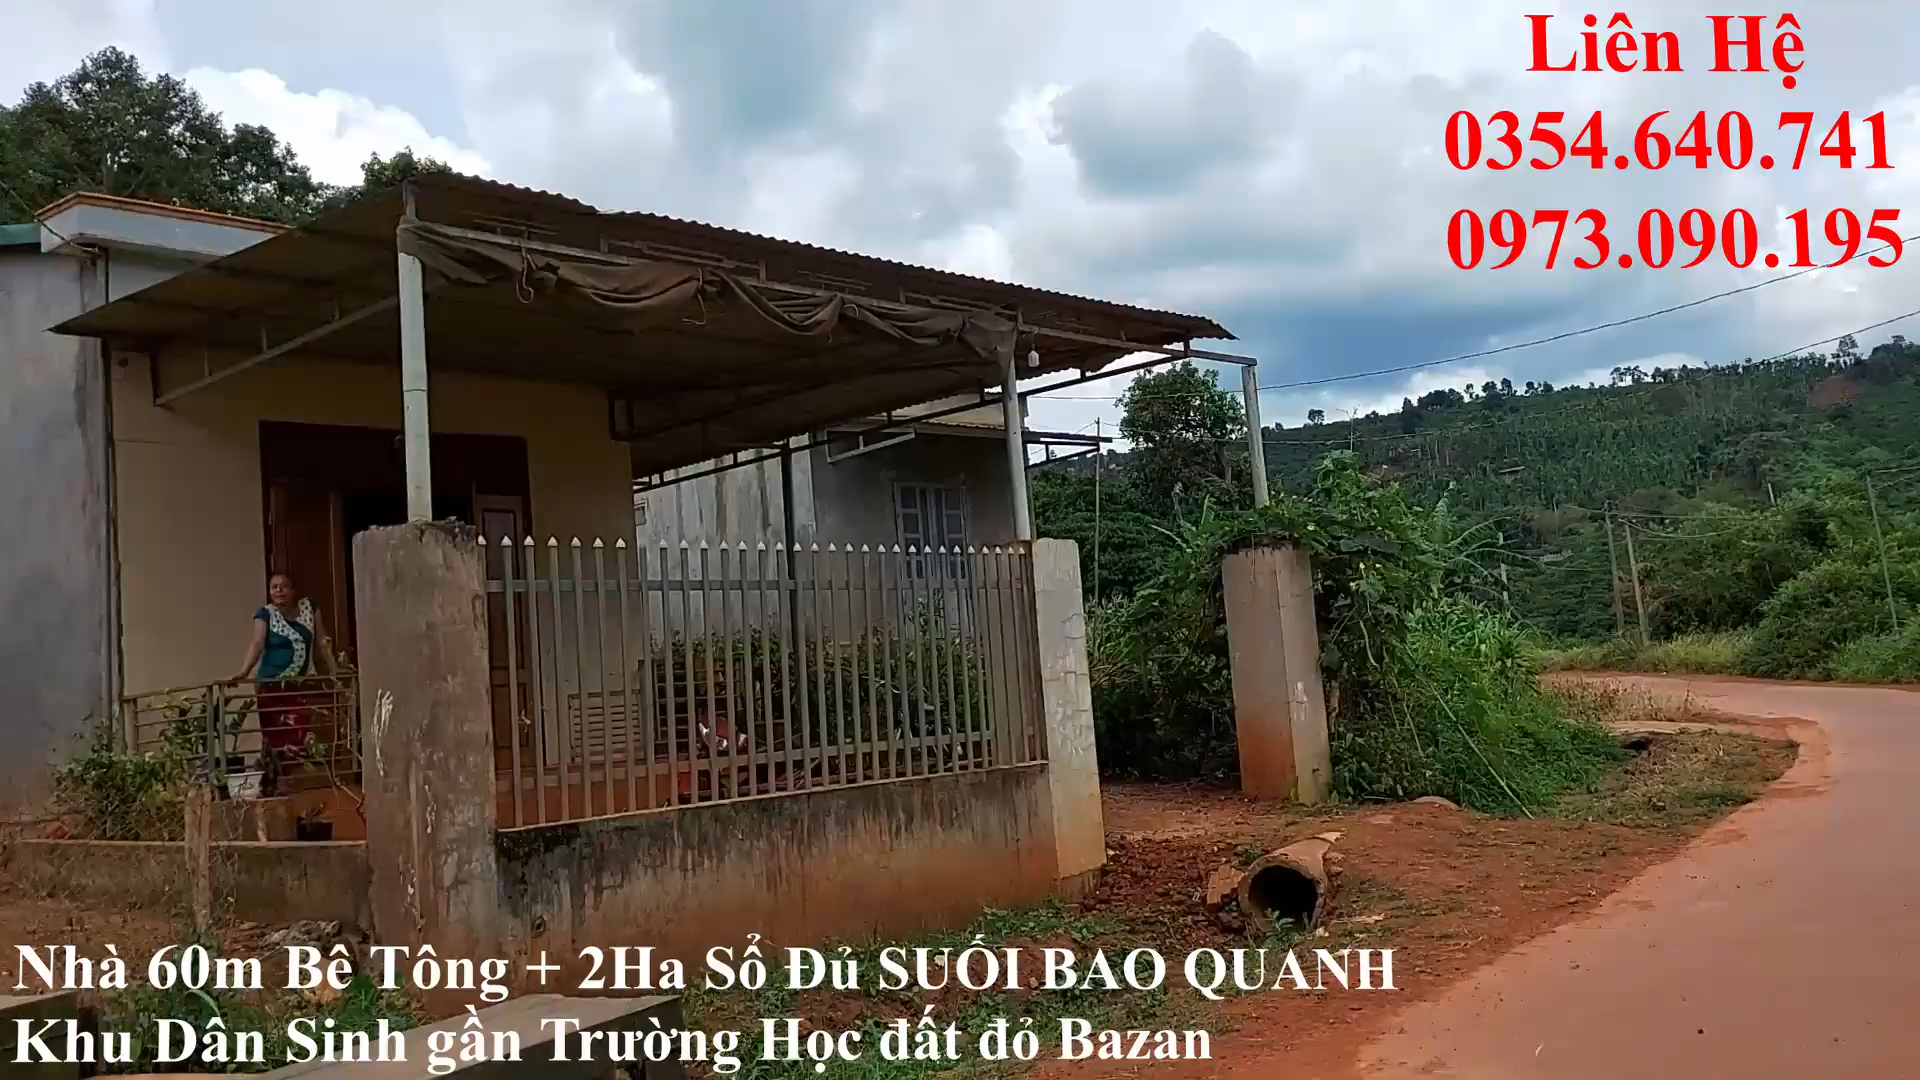 Liên Hệ
0354.640.741
0973.090.195
Nhà 60m Bê Tông + 2Ha Sổ Đủ SUỐI BAO QUANH
Khu Dân Sinh gần Trường Học đất đỏ Bazan